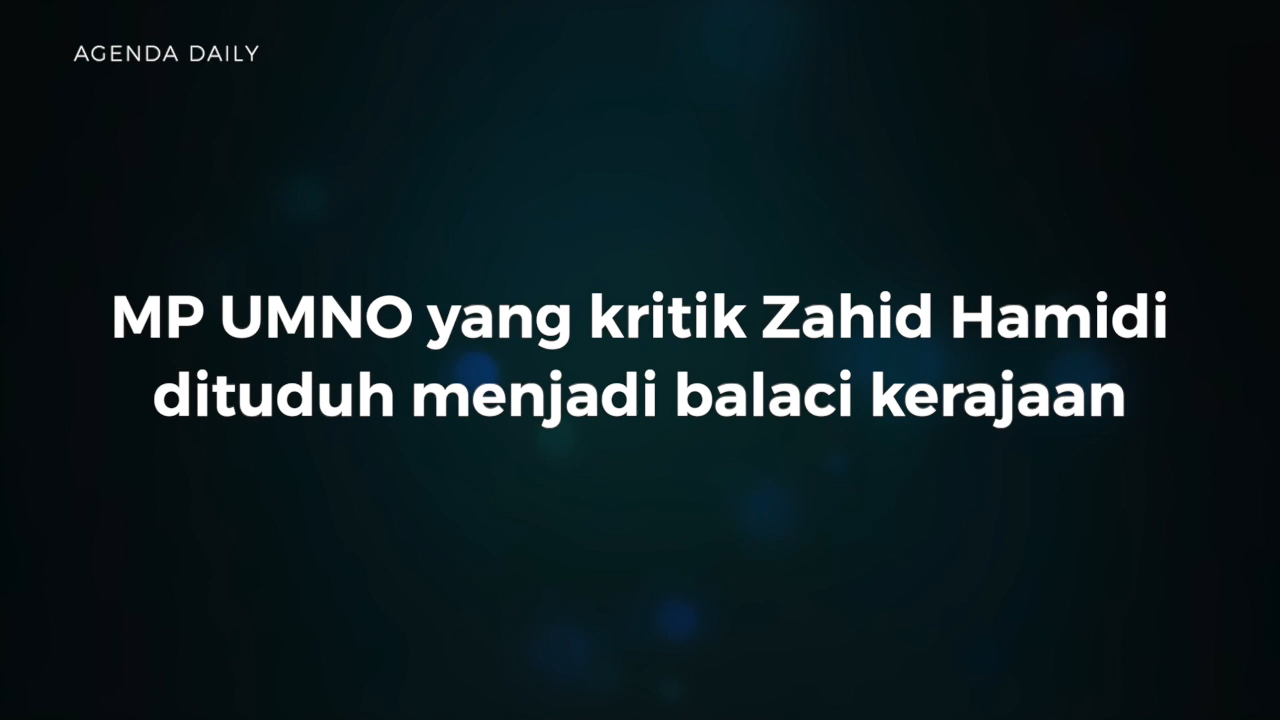 AGENDA DAILY
MP UMNO yang kritik Zahid Hamidi
dituduh menjadi balaci kerajaan